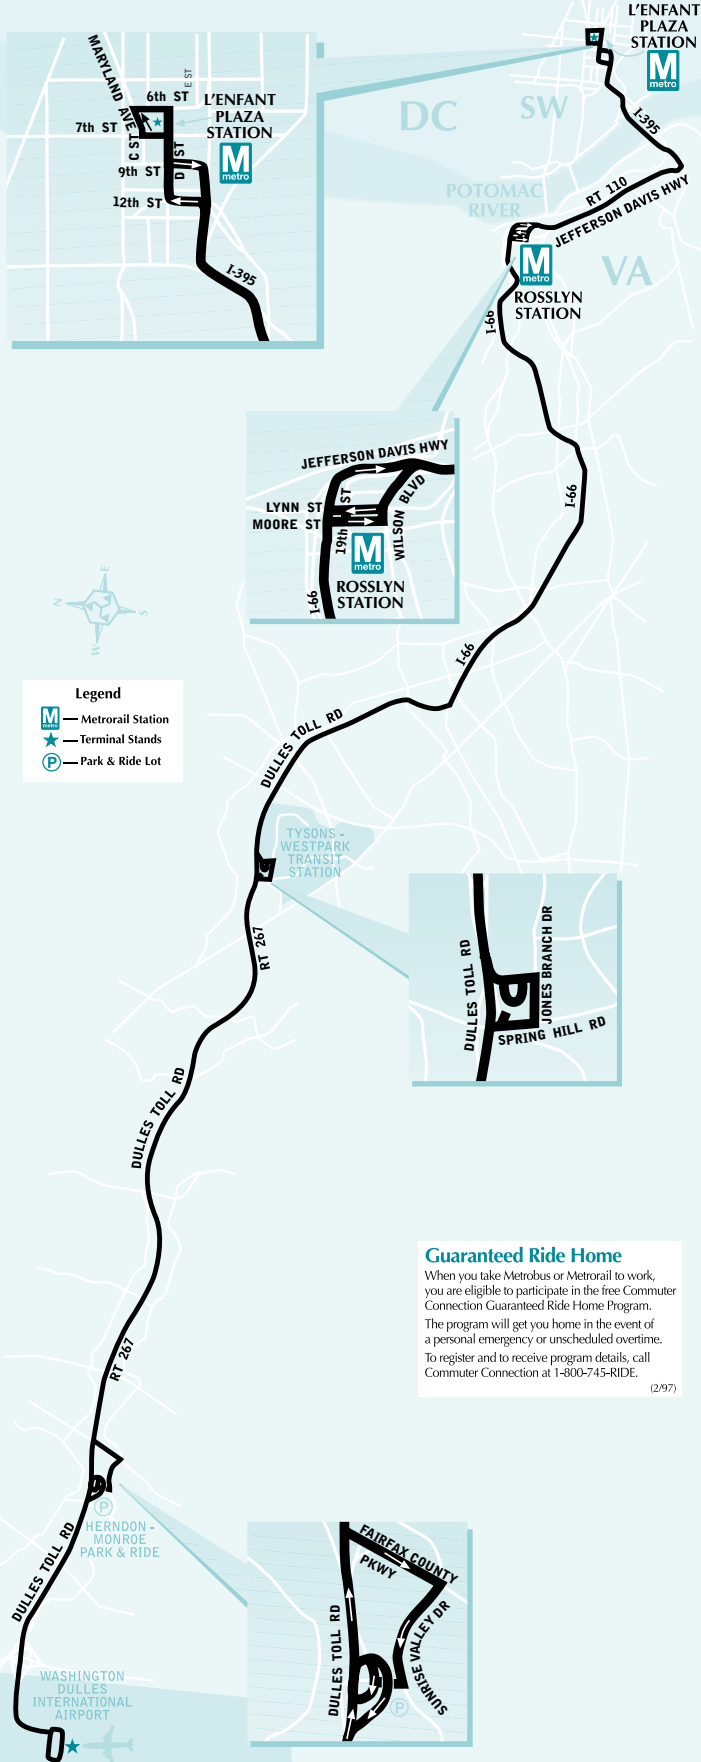 L'ENFANT
PLAZA
STATION
M
metro
I-395
DC
SW
POTOMAC
RIVER
RT 110
JEFFERSON DAVIS HWY
VA
M
metro
ROSSLYN
STATION
I-66
I-66
I-66
MARYLAND AVE
E ST
6th ST
7th ST
C ST
D ST
9th ST
12th ST
L'ENFANT
PLAZA
STATION
M
metro
I-395
JEFFERSON DAVIS HWY
LYNN ST
MOORE ST
19th ST
WILSON BLVD
M
metro
ROSSLYN
STATION
I-66
N
E
S
W
Legend
M
metro
Metrorail Station
Terminal Stands
P
Park & Ride Lot
DULLES TOLL RD
TYSONS -
WESTPARK
TRANSIT
STATION
RT 267
DULLES TOLL RD
JONES BRANCH DR
SPRING HILL RD
DULLES TOLL RD
Guaranteed Ride Home
When you take Metrobus or Metrorail to work,
you are eligible to participate in the free Commuter
Connection Guaranteed Ride Home Program.
The program will get you home in the event of
a personal emergency or unscheduled overtime.
To register and to receive program details, call
Commuter Connection at 1-800-745-RIDE.
(2/97)
RT 267
P
HERNDON -
MONROE
PARK & RIDE
DULLES TOLL RD
FAIRFAX COUNTY
PKWY
DULLES TOLL RD
SUNRISE VALLEY DR
P
WASHINGTON
DULLES
INTERNATIONAL
AIRPORT